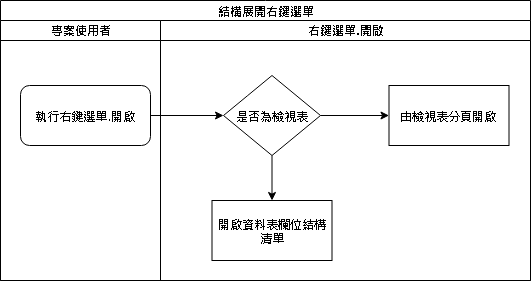 結構展開右鍵選單
專案使用者
右鍵選單.開啟
執行右鍵選單.開啟
是否為檢視表
由檢視表分頁開啟
開啟資料表欄位結構
清單